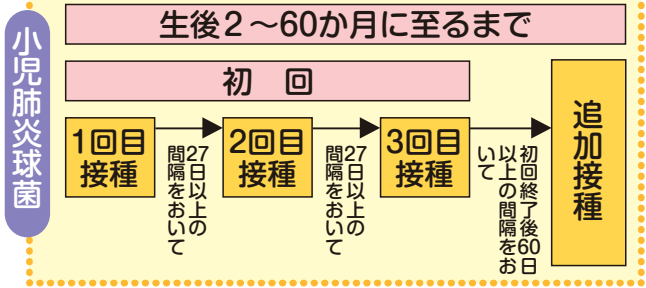 小児肺炎球菌
生後2～60か月に至るまで
初 回
1回目
接種
27日以上の
間隔をおいて
2回目
接種
27日以上の
間隔をおいて
3回目
接種
初回終了後60日
以上の間隔をお
いて
追加接種